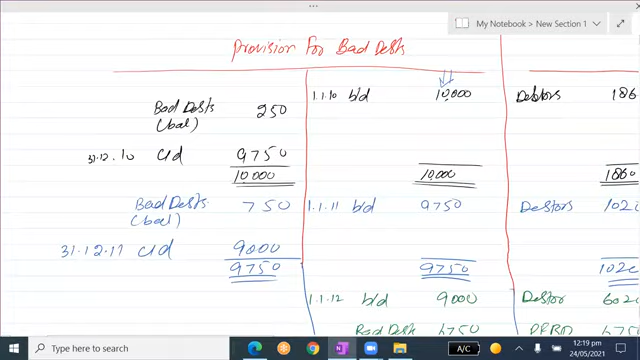 My Notebook > New Section 1
Provision For Bad Debts
1.1.10 b/d 10,000
Debtors 186
Bad Debts 250
(bal)
31.12.10 c/d 9750
10,000 10,000 1860
Bad Debts 750 1.1.11 b/d 9750 Debtors 102
(bal)
31.12.11 c/d 9000
9750 9750 102
1.1.12 b/d 9000 Debtor 602
Bad Debts 6750
Type here to search
A/C
12:19 PM
24/05/2021